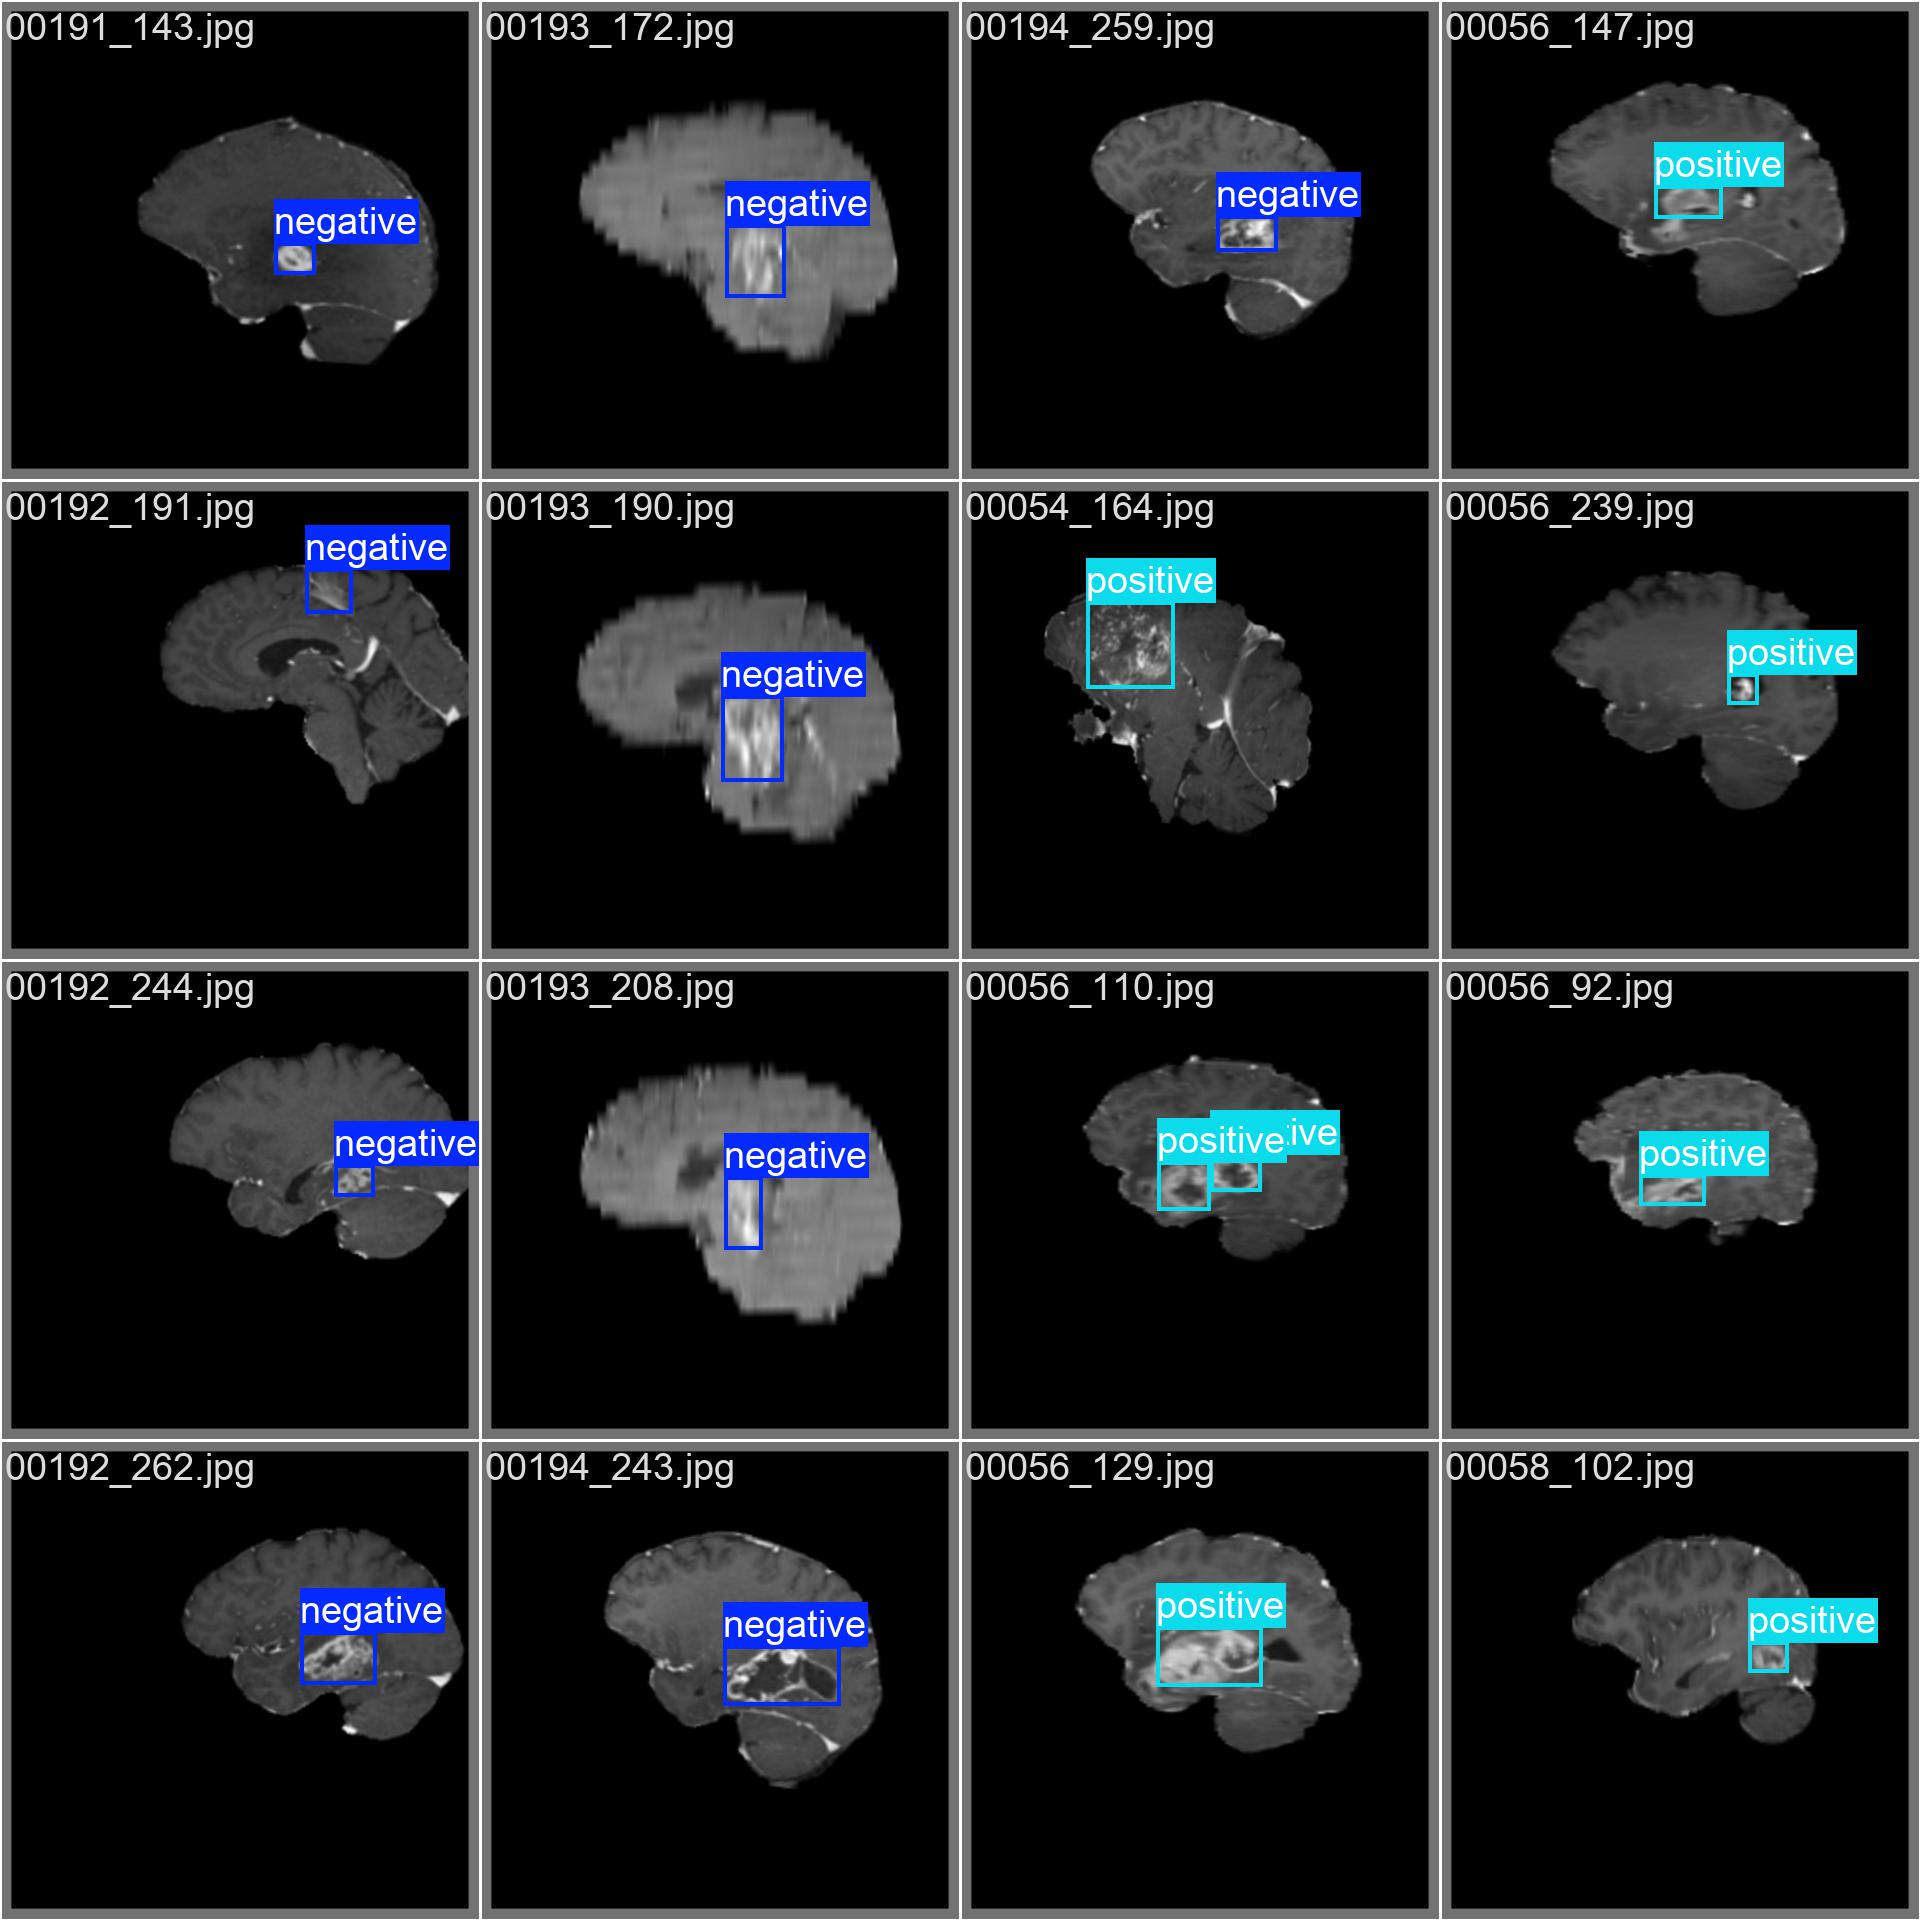 00191_143.jpg
negative
00193_172.jpg
negative
00194_259.jpg
negative
00056_147.jpg
positive
00192_191.jpg
negative
00193_190.jpg
negative
00054_164.jpg
positive
00056_239.jpg
positive
00192_244.jpg
negative
00193_208.jpg
negative
00056_110.jpg
positive
ive
00056_92.jpg
positive
00192_262.jpg
negative
00194_243.jpg
negative
00056_129.jpg
positive
00058_102.jpg
positive